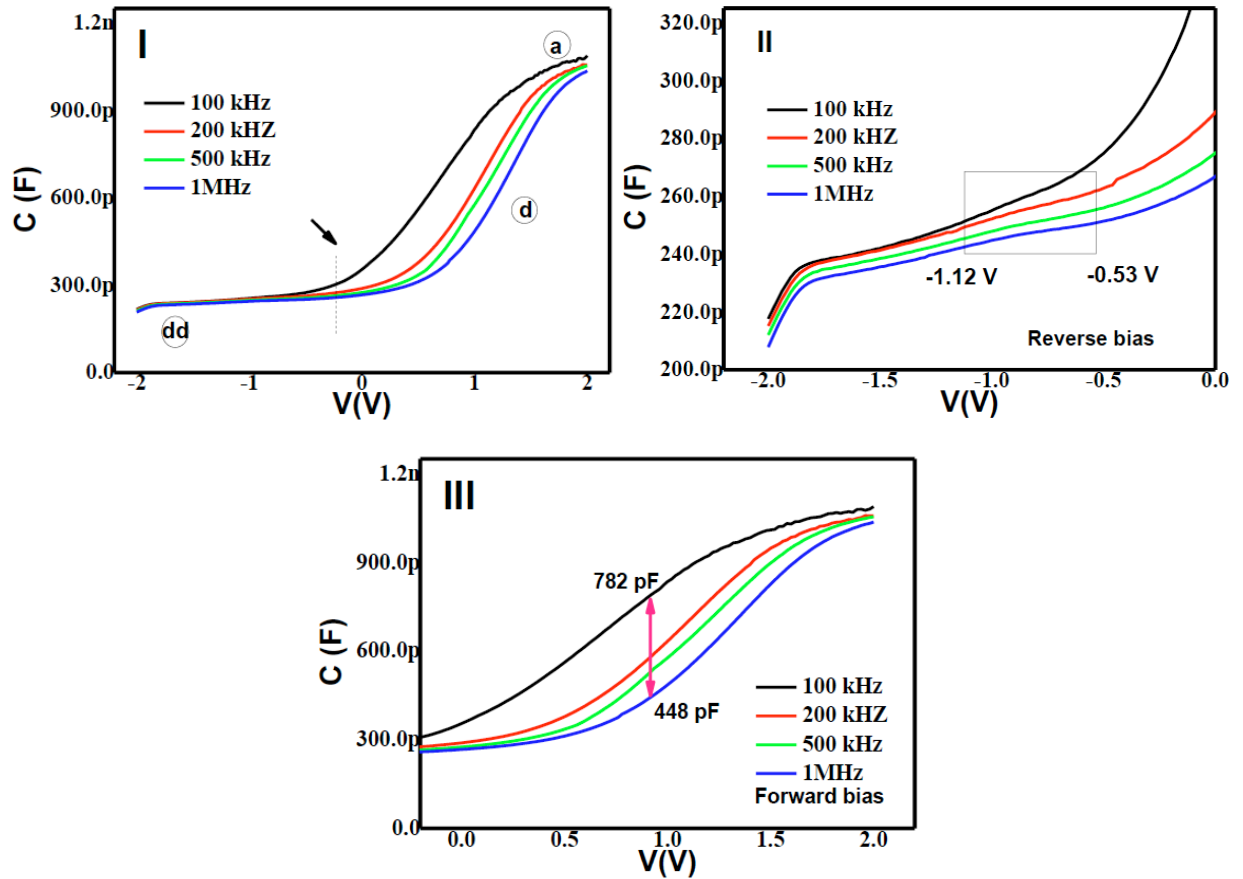 I
1.2n
900.0p
600.0p
300.0p
0.0
C (F)
100 kHz
200 kHZ
500 kHz
1MHz
a
d
dd
-2
-1
0
1
2
V(V)
II
320.0p
300.0p
280.0p
260.0p
240.0p
220.0p
200.0p
C (F)
100 kHz
200 kHZ
500 kHz
1MHz
-1.12 V
-0.53 V
Reverse bias
-2.0
-1.5
-1.0
-0.5
0.0
V(V)
III
1.2n
900.0p
600.0p
300.0p
0.0
C (F)
782 pF
448 pF
100 kHz
200 kHZ
500 kHz
1MHz
Forward bias
0.0
0.5
1.0
1.5
2.0
V(V)